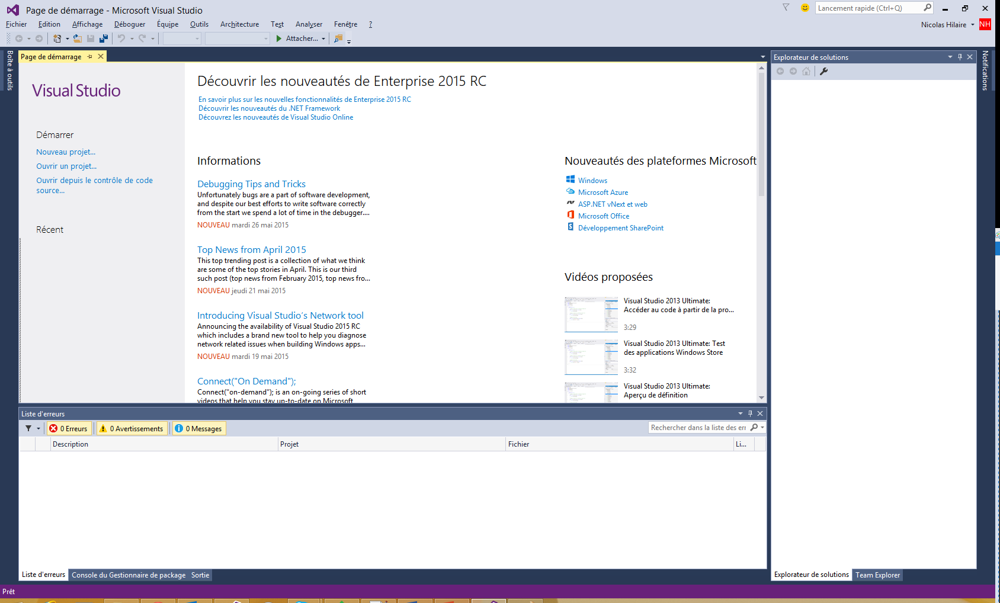 Page de démarrage - Microsoft Visual Studio
Lancement rapide (Ctrl+Q)
Fichier Edition Affichage Déboguer Équipe Outils Architecture Test Analyser Fenêtre ?
Nicolas Hilaire NH
Attacher...
Boîte à outils
Page de démarrage
Visual Studio
Démarrer
Nouveau projet...
Ouvrir un projet...
Ouvrir depuis le contrôle de code
source...
Récent
Découvrir les nouveautés de Enterprise 2015 RC
En savoir plus sur les nouvelles fonctionnalités de Enterprise 2015 RC
Découvrir les nouveautés du .NET Framework
Découvrez les nouveautés de Visual Studio Online
Informations
Debugging Tips and Tricks
Unfortunately bugs are a part of software development,
and despite our best efforts to write software correctly
from the start we spend a lot of time in the debugger....
NOUVEAU mardi 26 mai 2015
Top News from April 2015
This top trending post is a collection of what we think
are some of the top stories in April. This is our third
such post (top news from February 2015, top news fro...
NOUVEAU jeudi 21 mai 2015
Introducing Visual Studio's Network tool
Announcing the availability of Visual Studio 2015 RC
which includes a brand new tool to help you diagnose
network related issues when building Windows apps...
NOUVEAU mardi 19 mai 2015
Connect("On Demand");
Connect("on-demand"); is an on-going series of short
videos that help you stay up-to-date on Microsoft
Nouveautés des plateformes Microsoft
Windows
Microsoft Azure
ASP.NET vNext et web
Microsoft Office
Développement SharePoint
Vidéos proposées
Visual Studio 2013 Ultimate:
Accéder au code à partir de la pro...
3:29
Visual Studio 2013 Ultimate: Test
des applications Windows Store
3:32
Visual Studio 2013 Ultimate:
Aperçu de définition
Explorateur de solutions
Notifications
Liste d'erreurs
0 Erreurs
0 Avertissements
0 Messages
Rechercher dans la liste des err
Description Projet Fichier Li...
Liste d'erreurs Console du Gestionnaire de package Sortie
Explorateur de solutions Team Explorer
Prêt